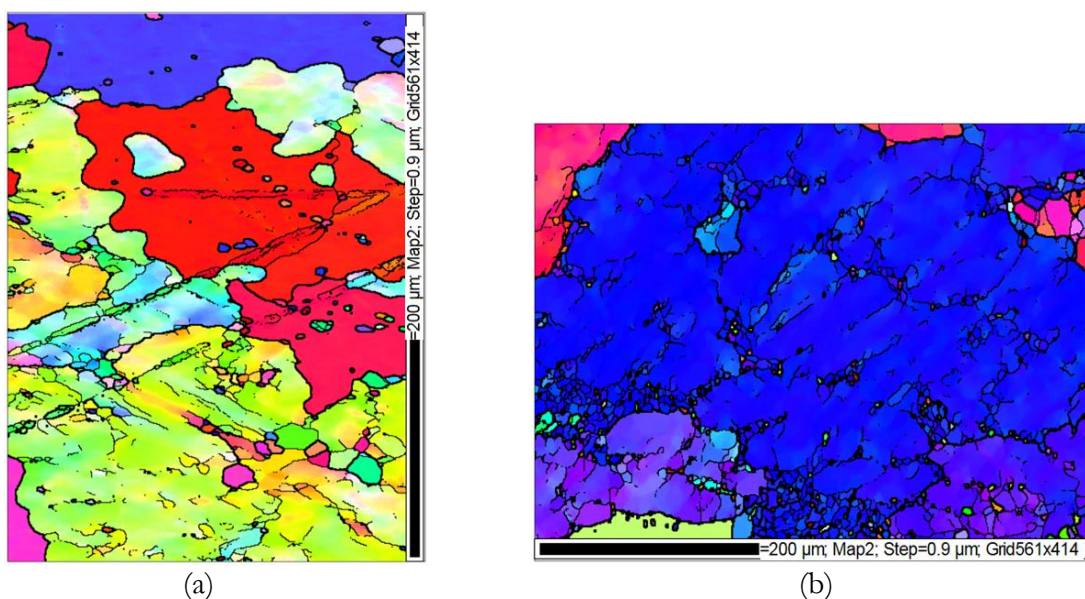 =200 µm; Map2; Step=0.9 µm; Grid561x414
=200 µm; Map2; Step=0.9 µm; Grid561x414
(a)
(b)